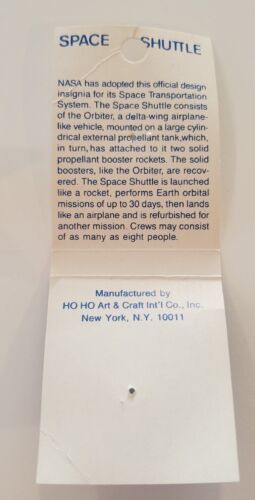 SPACE SHUTTLE
NASA has adopted this official design
insignia for its Space Transportation
System. The Space Shuttle consists
of the Orbiter, a delta-wing airplane-
like vehicle, mounted on a large cylin-
drical external propellant tank,which,
in turn, has attached to it two solid
propellant booster rockets. The solid
boosters, like the Orbiter, are recov-
ered. The Space Shuttle is launched
like a rocket, performs Earth orbital
missions of up to 30 days, then lands
like an airplane and is refurbished for
another mission. Crews may consist
of as many as eight people.
Manufactured by
HO HO Art & Craft Int'l Co., Inc.
New York, N.Y. 10011